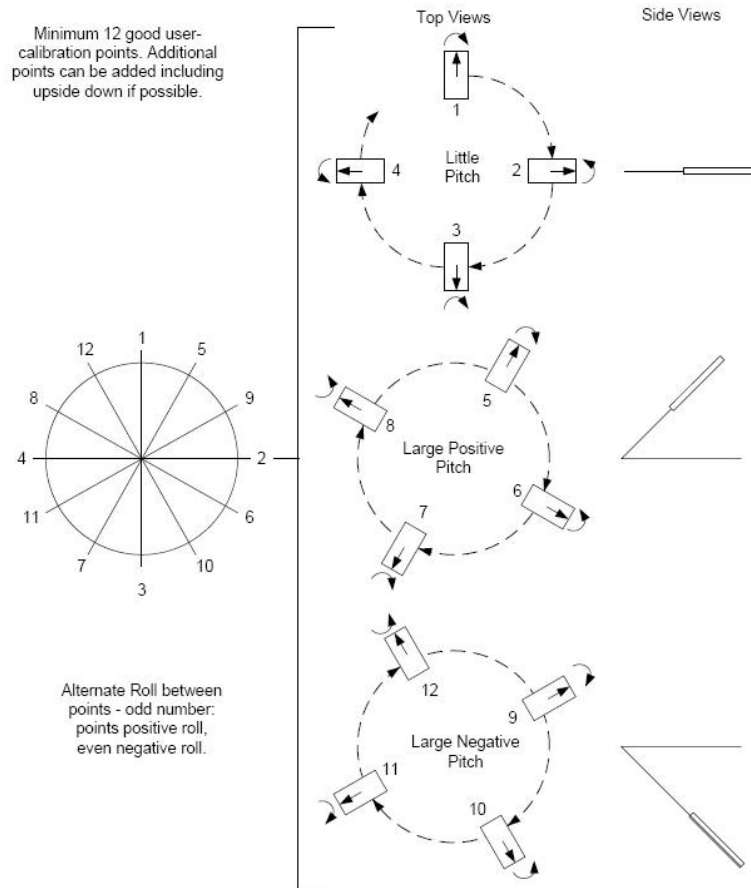 Minimum 12 good user-
calibration points. Additional
points can be added including
upside down if possible.
Top Views
Side Views
1
Little
Pitch
4
2
3
1
12
5
8
9
4
2
11
6
7
10
3
5
8
Large Positive
Pitch
6
7
Alternate Roll between
points - odd number:
points positive roll,
even negative roll.
12
9
Large Negative
Pitch
11
10